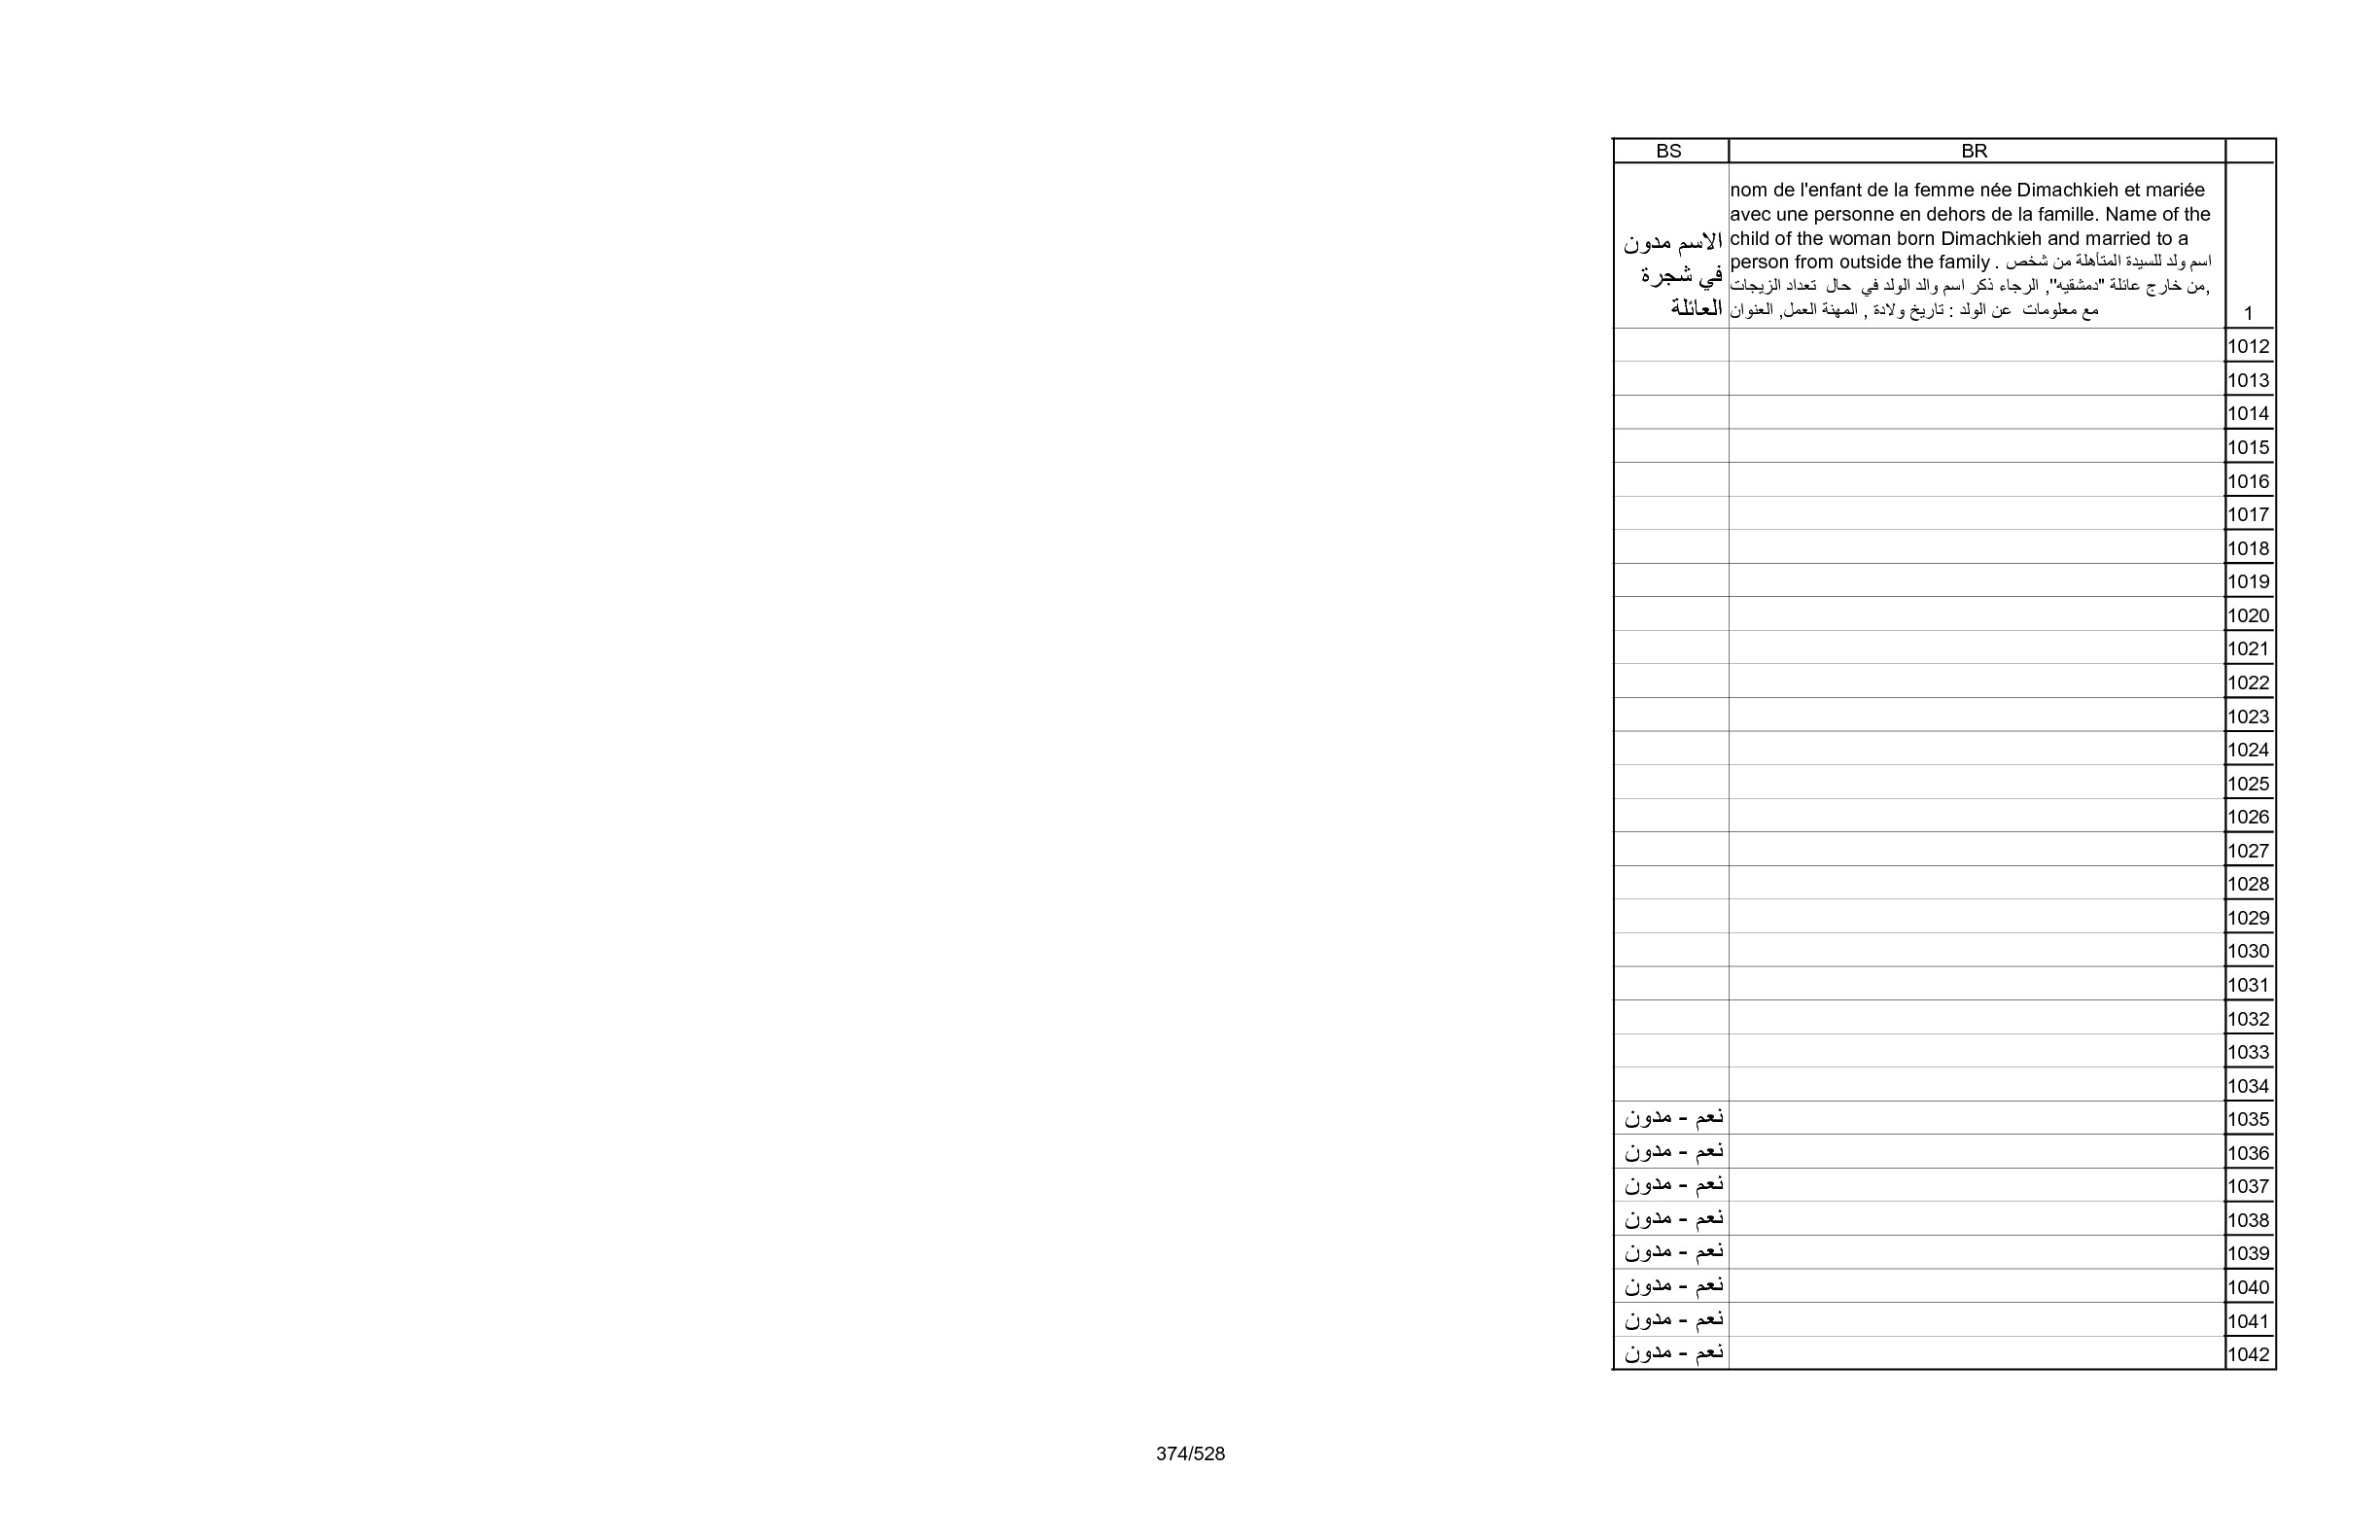 BS BR
nom de l'enfant de la femme née Dimachkieh et mariée
avec une personne en dehors de la famille. Name of the
child of the woman born Dimachkieh and married to a
person from outside the family . اسم ولد للسيدة المتأهلة من شخص
من خارج عائلة "دمشقيه", الرجاء ذكر اسم والد الولد في حال تعداد الزيجات,
مع معلومات عن الولد : تاريخ ولادة , المهنة العمل, العنوان
الاسم مدون
في شجرة
العائلة
1
1012
1013
1014
1015
1016
1017
1018
1019
1020
1021
1022
1023
1024
1025
1026
1027
1028
1029
1030
1031
1032
1033
1034
1035 نعم - مدون
1036 نعم - مدون
1037 نعم - مدون
1038 نعم - مدون
1039 نعم - مدون
1040 نعم - مدون
1041 نعم - مدون
1042 نعم - مدون
374/528